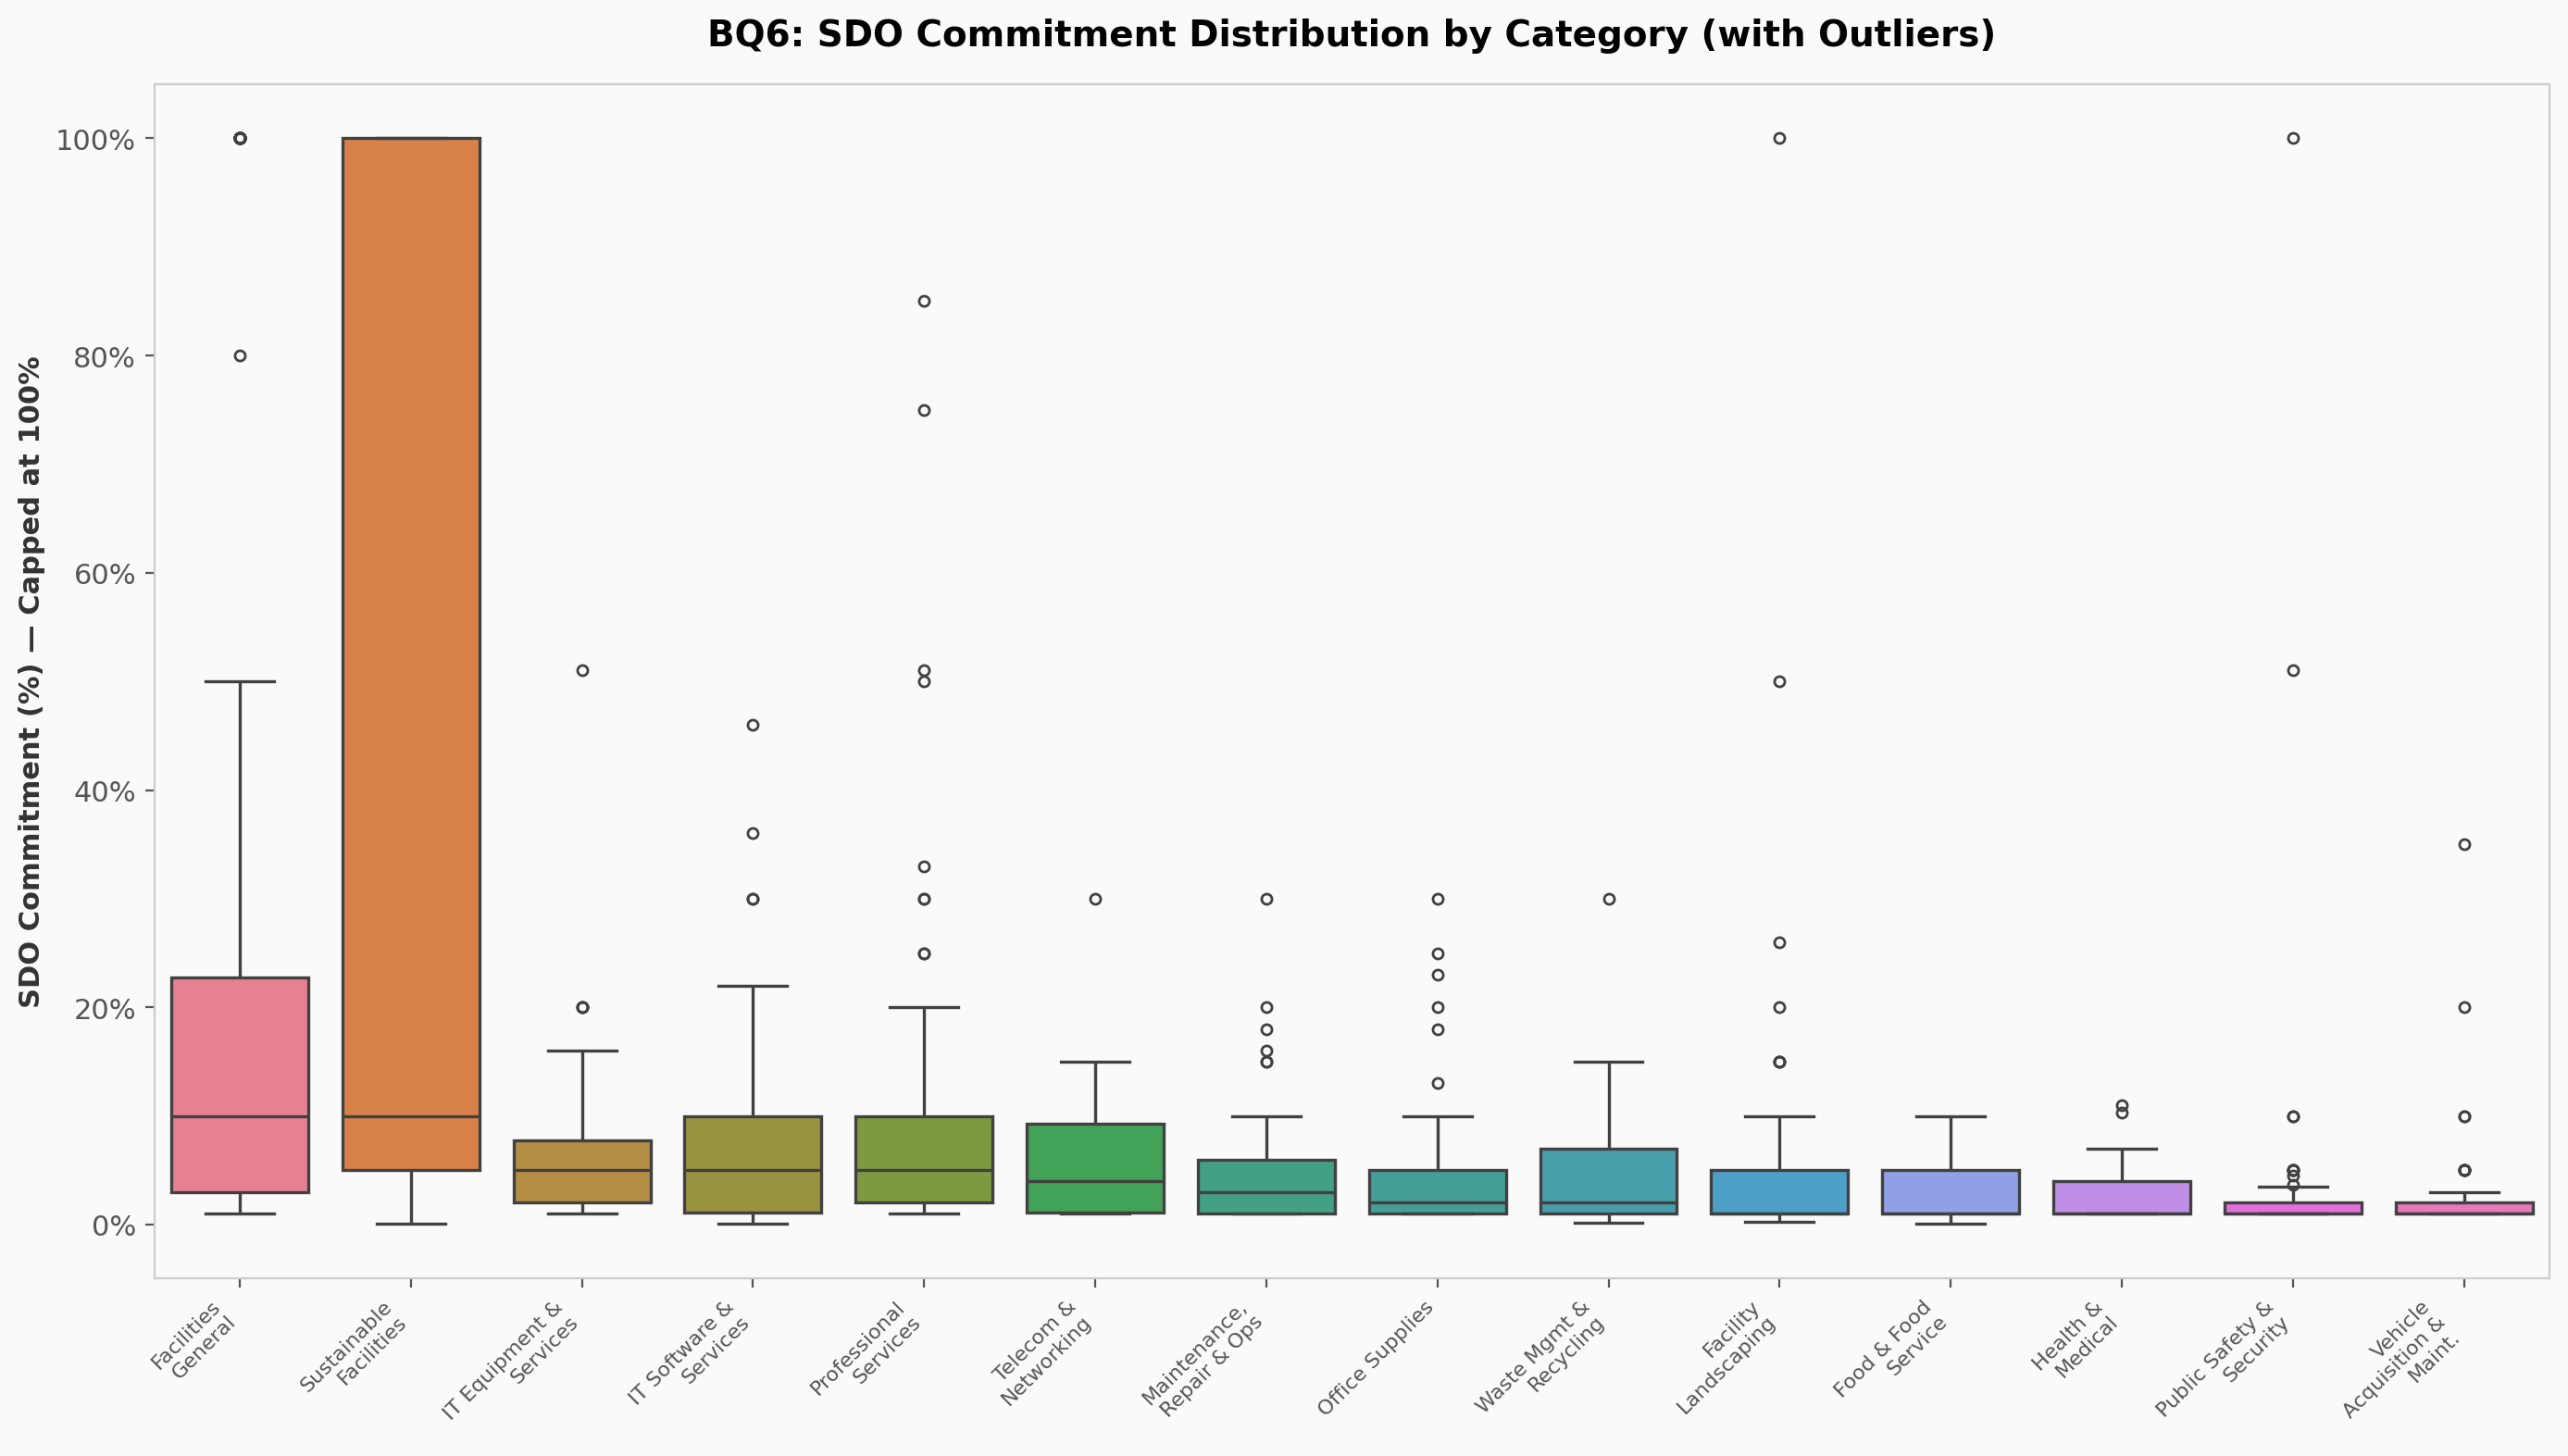 BQ6: SDO Commitment Distribution by Category (with Outliers)
SDO Commitment (%) — Capped at 100%
100%
80%
60%
40%
20%
0%
Facilities
General
Sustainable
Facilities
IT Equipment &
Services
IT Software &
Services
Professional
Services
Telecom &
Networking
Maintenance,
Repair & Ops
Office Supplies
Waste Mgmt &
Recycling
Facility
Landscaping
Food & Food
Service
Health &
Medical
Public Safety &
Security
Vehicle
Acquisition &
Maint.